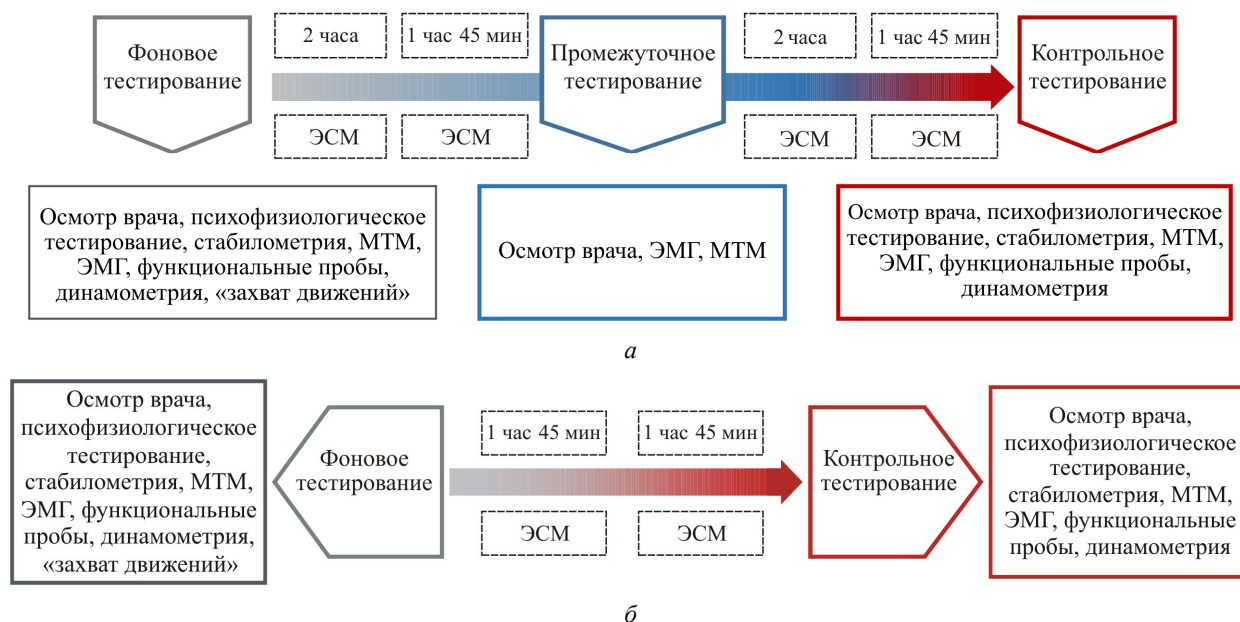 Фоновое
тестирование
2 часа
1 час 45 мин
Промежуточное
тестирование
2 часа
1 час 45 мин
Контрольное
тестирование
ЭСМ
ЭСМ
ЭСМ
ЭСМ
Осмотр врача, психофизиологическое
тестирование, стабилометрия, МТМ,
ЭМГ, функциональные пробы,
динамометрия, «захват движений»
Осмотр врача, ЭМГ, МТМ
Осмотр врача, психофизиологическое
тестирование, стабилометрия, МТМ,
ЭМГ, функциональные пробы,
динамометрия
а
Осмотр врача,
психофизиологическое
тестирование,
стабилометрия, МТМ,
ЭМГ, функциональные
пробы, динамометрия,
«захват движений»
Фоновое
тестирование
1 час 45 мин
1 час 45 мин
ЭСМ
ЭСМ
Контрольное
тестирование
Осмотр врача,
психофизиологическое
тестирование,
стабилометрия, МТМ,
ЭМГ, функциональные
пробы, динамометрия
б